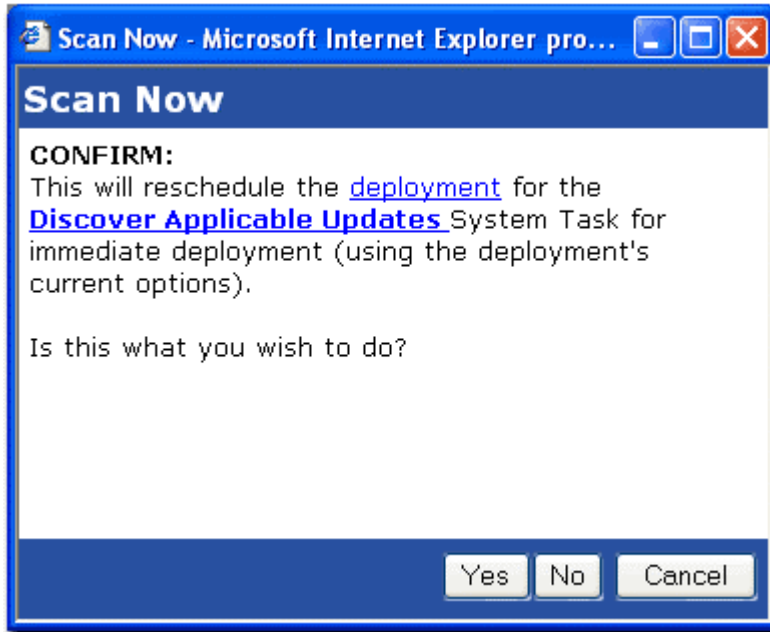 Scan Now - Microsoft Internet Explorer pro...
Scan Now
CONFIRM:
This will reschedule the deployment for the
Discover Applicable Updates System Task for
immediate deployment (using the deployment's
current options).
Is this what you wish to do?
Yes No Cancel